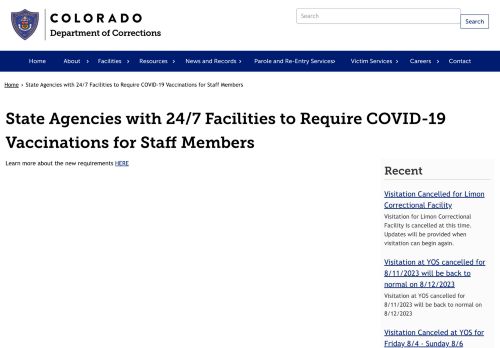 COLORADO
Department of Corrections
Search
Search
Home About › Facilities › Resources › News and Records › Parole and Re-Entry Services › Victim Services › Careers › Contact
Home › State Agencies with 24/7 Facilities to Require COVID-19 Vaccinations for Staff Members
State Agencies with 24/7 Facilities to Require COVID-19
Vaccinations for Staff Members
Learn more about the new requirements HERE
Recent
Visitation Cancelled for Limon
Correctional Facility
Visitation for Limon Correctional
Facility is cancelled at this time.
Updates will be provided when
visitation can begin again.
Visitation at YOS cancelled for
8/11/2023 will be back to
normal on 8/12/2023
Visitation at YOS cancelled for
8/11/2023 will be back to normal on
8/12/2023
Visitation Canceled at YOS for
Friday 8/4 - Sunday 8/6